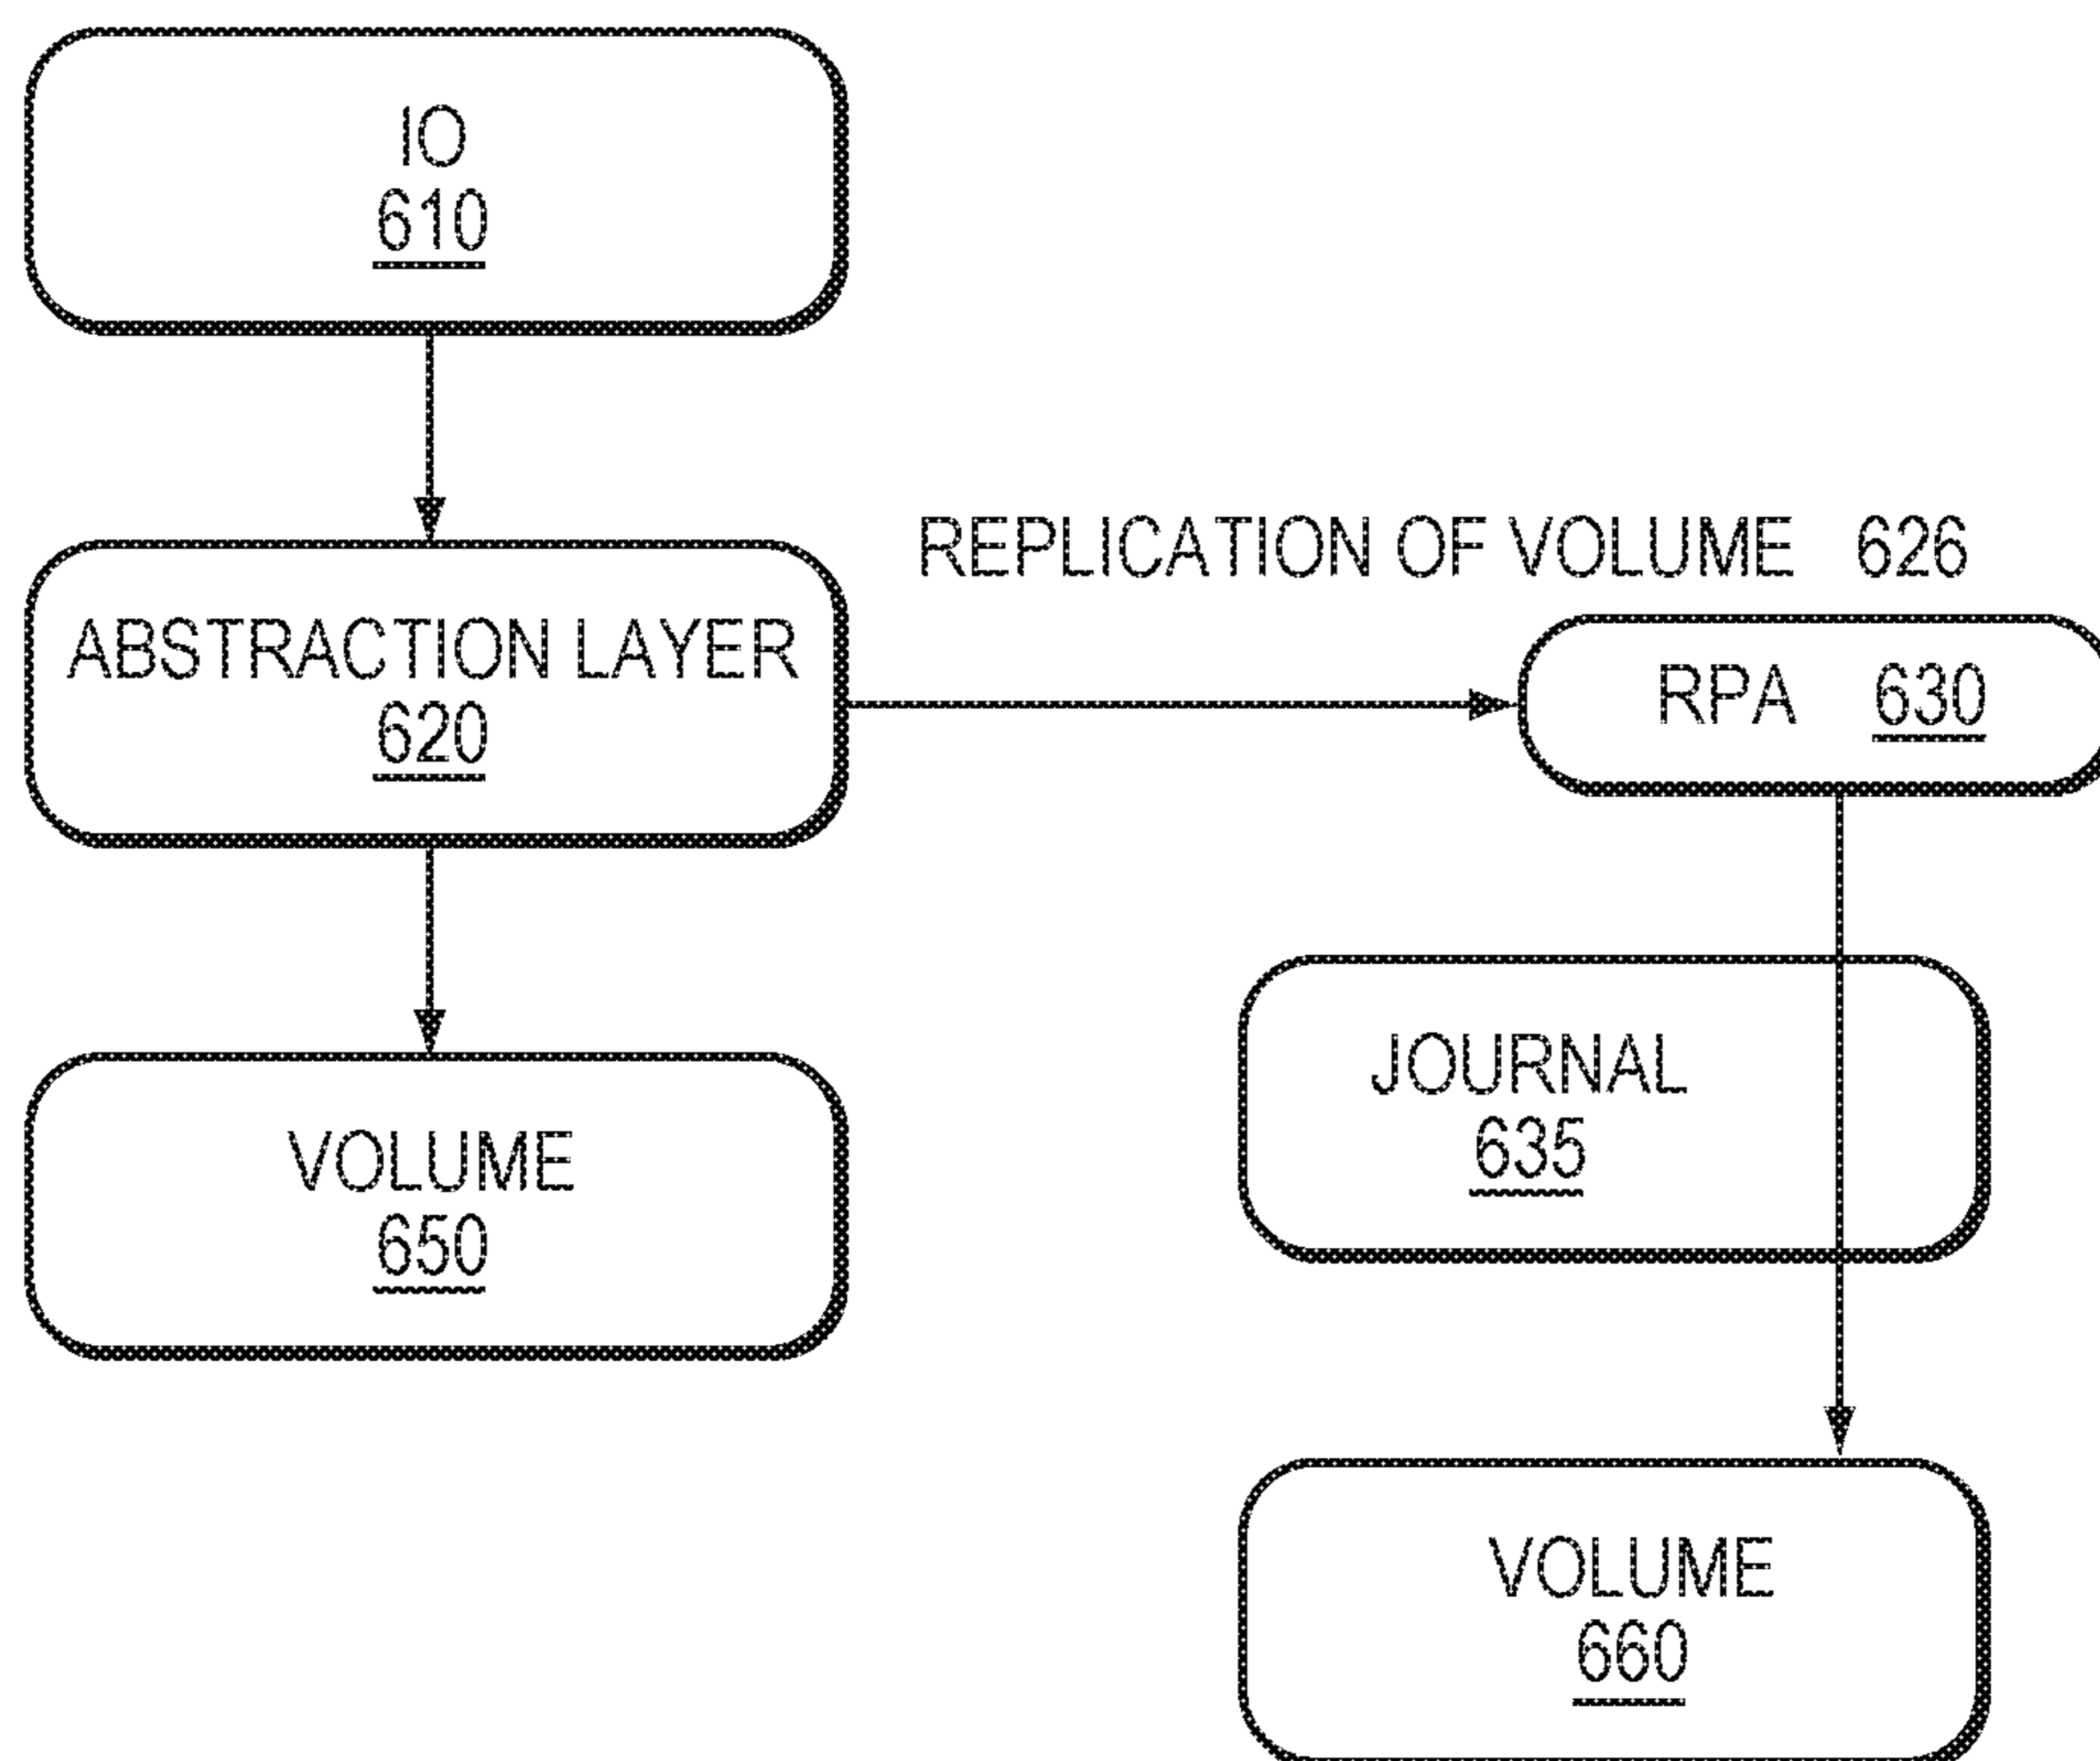 IO
610
REPLICATION OF VOLUME 626
ABSTRACTION LAYER
620
RPA 630
JOURNAL
635
VOLUME
650
VOLUME
660